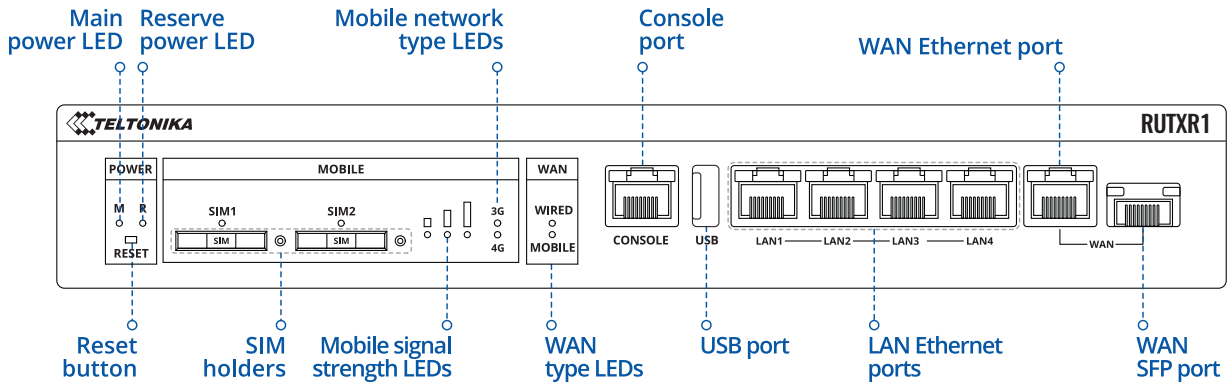 Main
power LED
Reserve
power LED
Mobile network
type LEDs
Console
port
WAN Ethernet port
TELTONIKA
RUTXR1
POWER
MOBILE
WAN
M R
SIM1
SIM2
3G
WIRED
SIM
SIM
RESET
4G
MOBILE
CONSOLE
USB
LAN1
LAN2
LAN3
LAN4
WAN
Reset
button
SIM
holders
Mobile signal
strength LEDs
WAN
type LEDs
USB port
LAN Ethernet
ports
WAN
SFP port